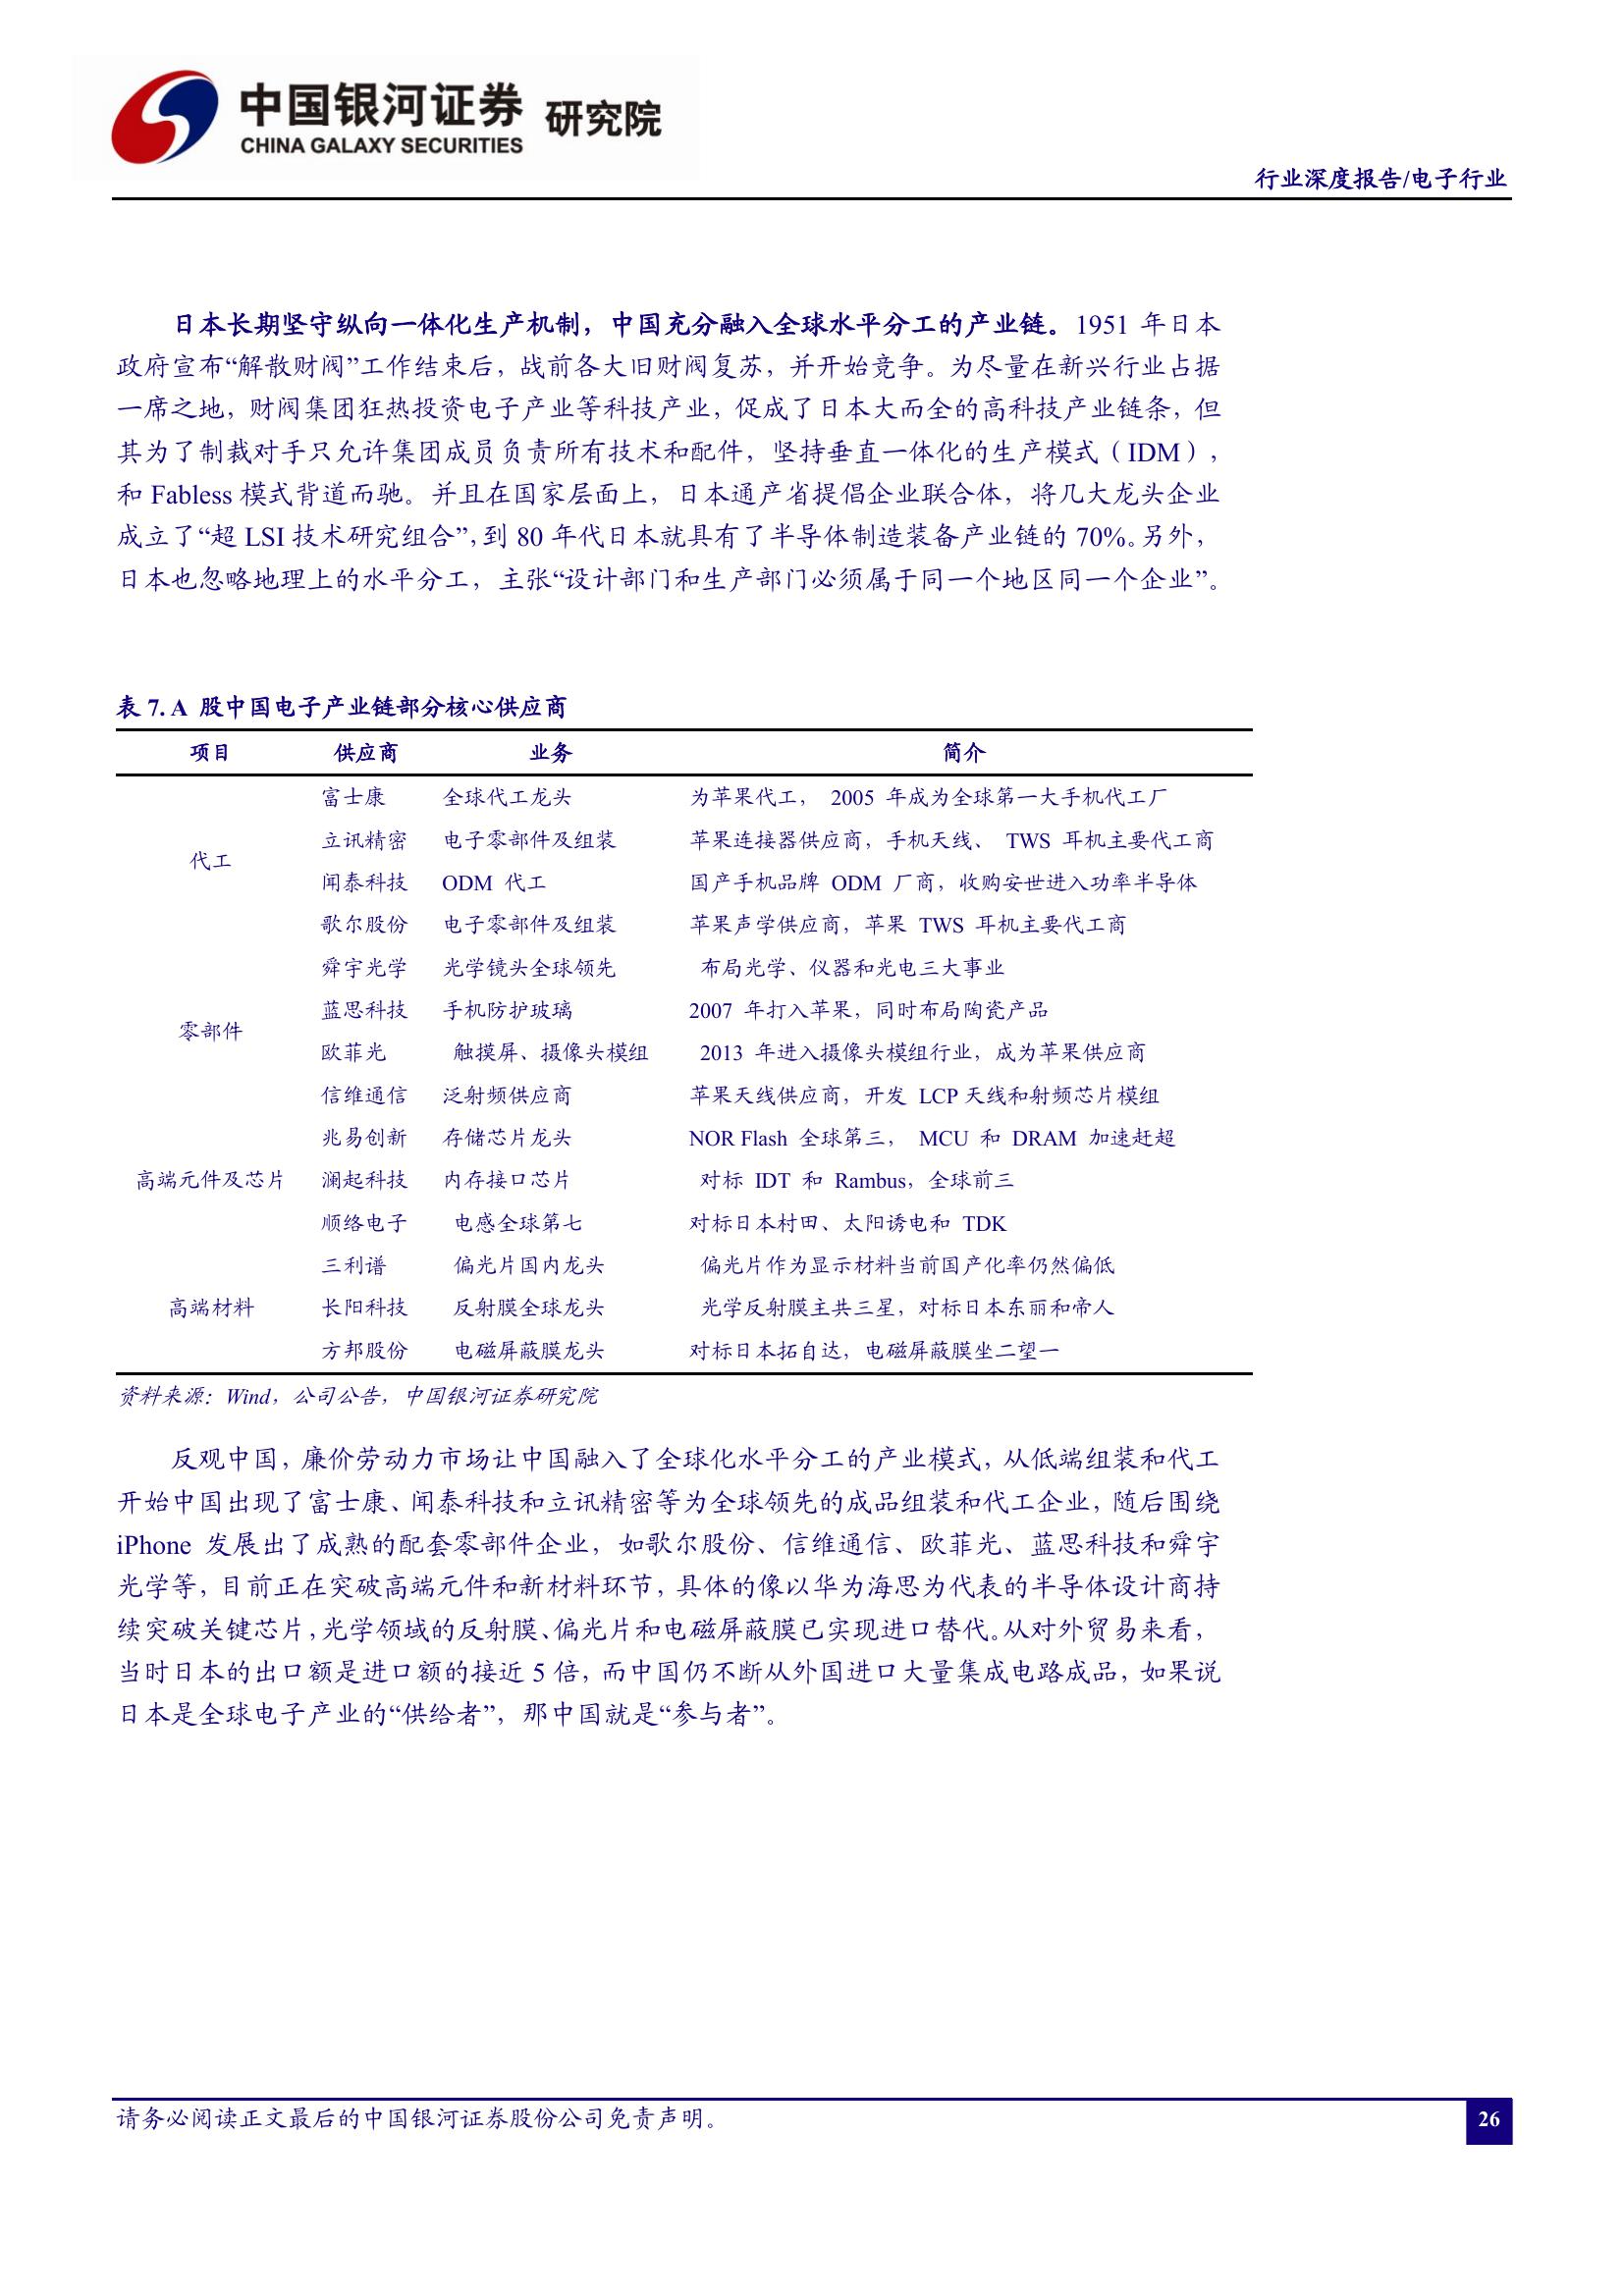 中国银河证券 研究院
CHINA GALAXY SECURITIES
行业深度报告/电子行业
日本长期坚守纵向一体化生产机制，中国充分融入全球水平分工的产业链。1951 年日本
政府宣布“解散财阀”工作结束后，战前各大旧财阀复苏，并开始竞争。为尽量在新兴行业占据
一席之地，财阀集团狂热投资电子产业等科技产业，促成了日本大而全的高科技产业链条，但
其为了制裁对手只允许集团成员负责所有技术和配件，坚持垂直一体化的生产模式（IDM），
和 Fabless 模式背道而驰。并且在国家层面上，日本通产省提倡企业联合体，将几大龙头企业
成立了“超 LSI 技术研究组合”，到 80 年代日本就具有了半导体制造装备产业链的 70%。另外，
日本也忽略地理上的水平分工，主张“设计部门和生产部门必须属于同一个地区同一个企业”。
表 7. A 股中国电子产业链部分核心供应商
项目 供应商 业务 简介
富士康 全球代工龙头 为苹果代工， 2005 年成为全球第一大手机代工厂
立讯精密 电子零部件及组装 苹果连接器供应商，手机天线、 TWS 耳机主要代工商
代工
闻泰科技 ODM 代工 国产手机品牌 ODM 厂商，收购安世进入功率半导体
歌尔股份 电子零部件及组装 苹果声学供应商，苹果 TWS 耳机主要代工商
舜宇光学 光学镜头全球领先 布局光学、仪器和光电三大事业
蓝思科技 手机防护玻璃 2007 年打入苹果，同时布局陶瓷产品
零部件
欧菲光 触摸屏、摄像头模组 2013 年进入摄像头模组行业，成为苹果供应商
信维通信 泛射频供应商 苹果天线供应商，开发 LCP 天线和射频芯片模组
兆易创新 存储芯片龙头 NOR Flash 全球第三， MCU 和 DRAM 加速赶超
高端元件及芯片 澜起科技 内存接口芯片 对标 IDT 和 Rambus，全球前三
顺络电子 电感全球第七 对标日本村田、太阳诱电和 TDK
三利谱 偏光片国内龙头 偏光片作为显示材料当前国产化率仍然偏低
高端材料 长阳科技 反射膜全球龙头 光学反射膜主共三星，对标日本东丽和帝人
方邦股份 电磁屏蔽膜龙头 对标日本拓自达，电磁屏蔽膜坐二望一
资料来源：Wind，公司公告，中国银河证券研究院
反观中国，廉价劳动力市场让中国融入了全球化水平分工的产业模式，从低端组装和代工
开始中国出现了富士康、闻泰科技和立讯精密等为全球领先的成品组装和代工企业，随后围绕
iPhone 发展出了成熟的配套零部件企业，如歌尔股份、信维通信、欧菲光、蓝思科技和舜宇
光学等，目前正在突破高端元件和新材料环节，具体的像以华为海思为代表的半导体设计商持
续突破关键芯片，光学领域的反射膜、偏光片和电磁屏蔽膜已实现进口替代。从对外贸易来看，
当时日本的出口额是进口额的接近 5 倍，而中国仍不断从外国进口大量集成电路成品，如果说
日本是全球电子产业的“供给者”，那中国就是“参与者”。
请务必阅读正文最后的中国银河证券股份公司免责声明。
26